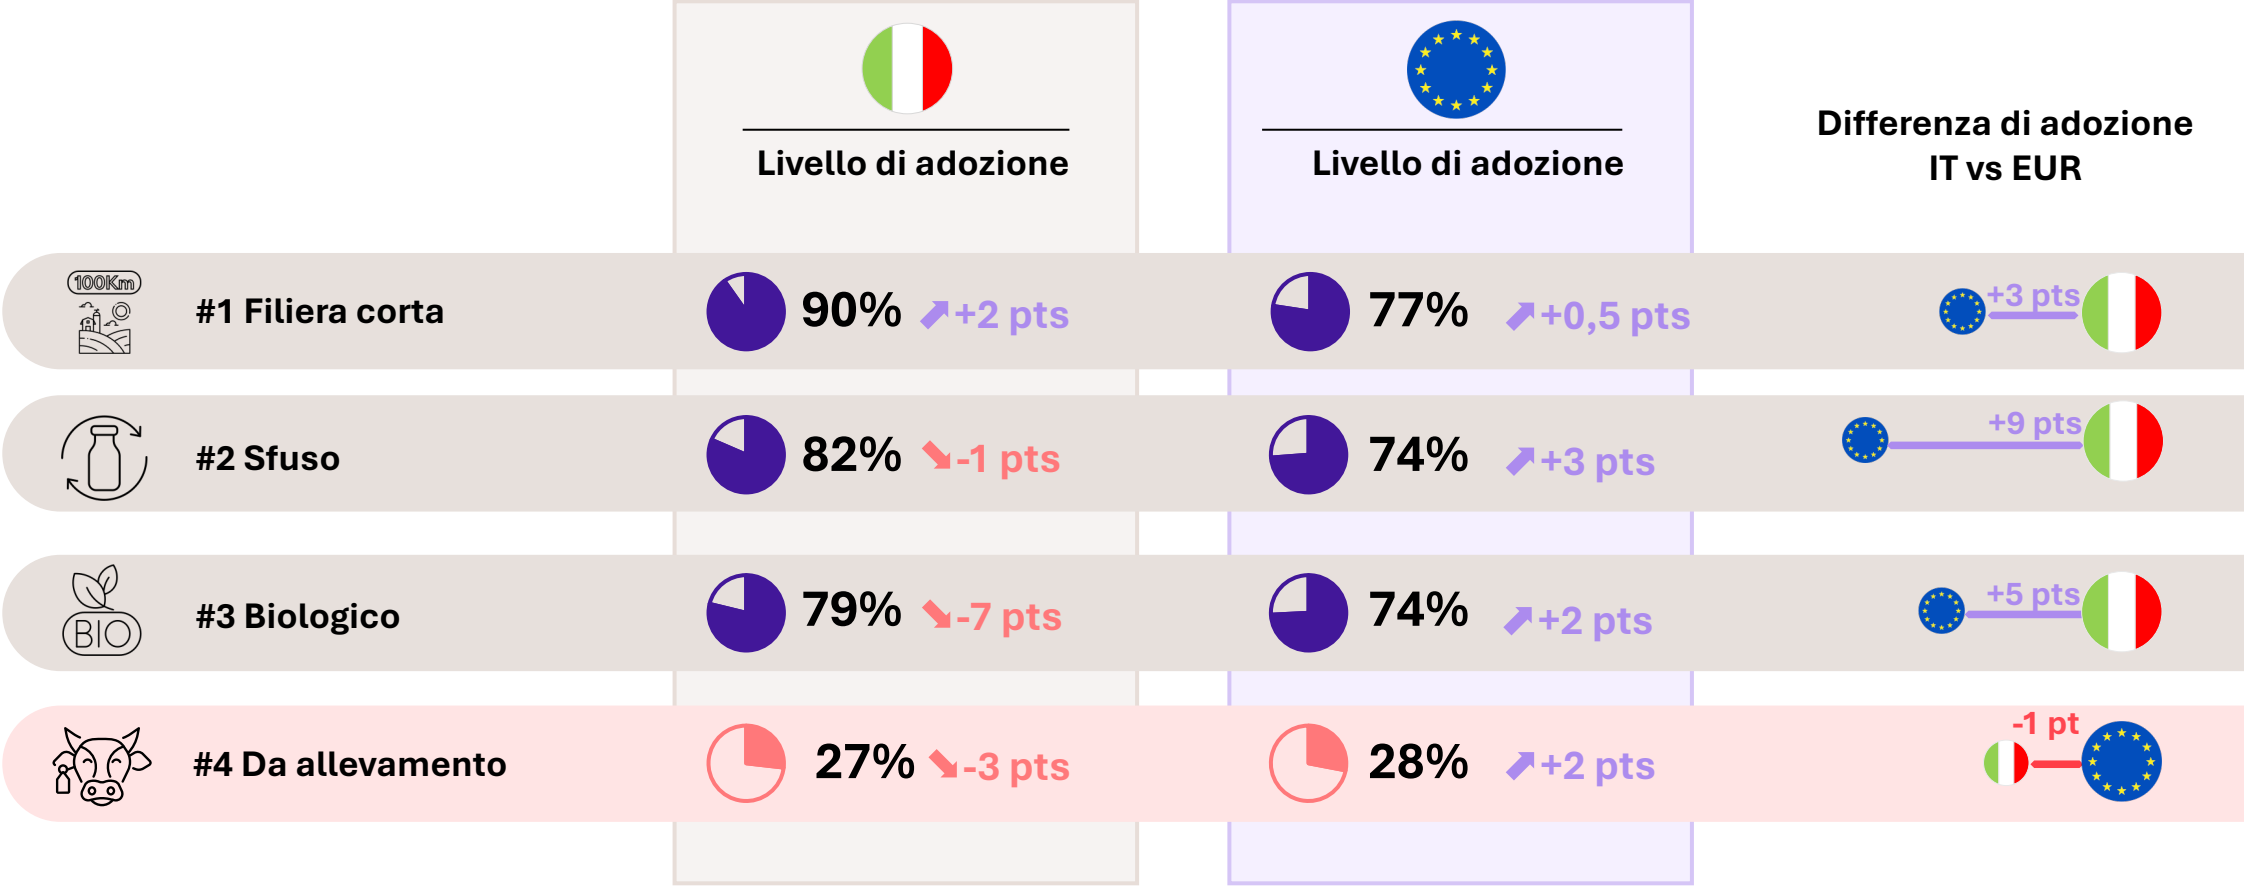 Livello di adozione
Livello di adozione
Differenza di adozione
IT vs EUR
100Km
#1 Filiera corta
90%
+2 pts
77%
+0,5 pts
+3 pts
#2 Sfuso
82%
-1 pts
74%
+3 pts
+9 pts
BIO
#3 Biologico
79%
-7 pts
74%
+2 pts
+5 pts
#4 Da allevamento
27%
-3 pts
28%
+2 pts
-1 pt